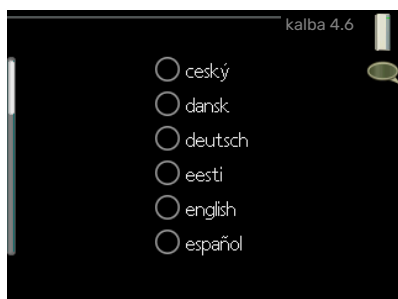 kalba 4.6
ceský
dansk
deutsch
eesti
english
español